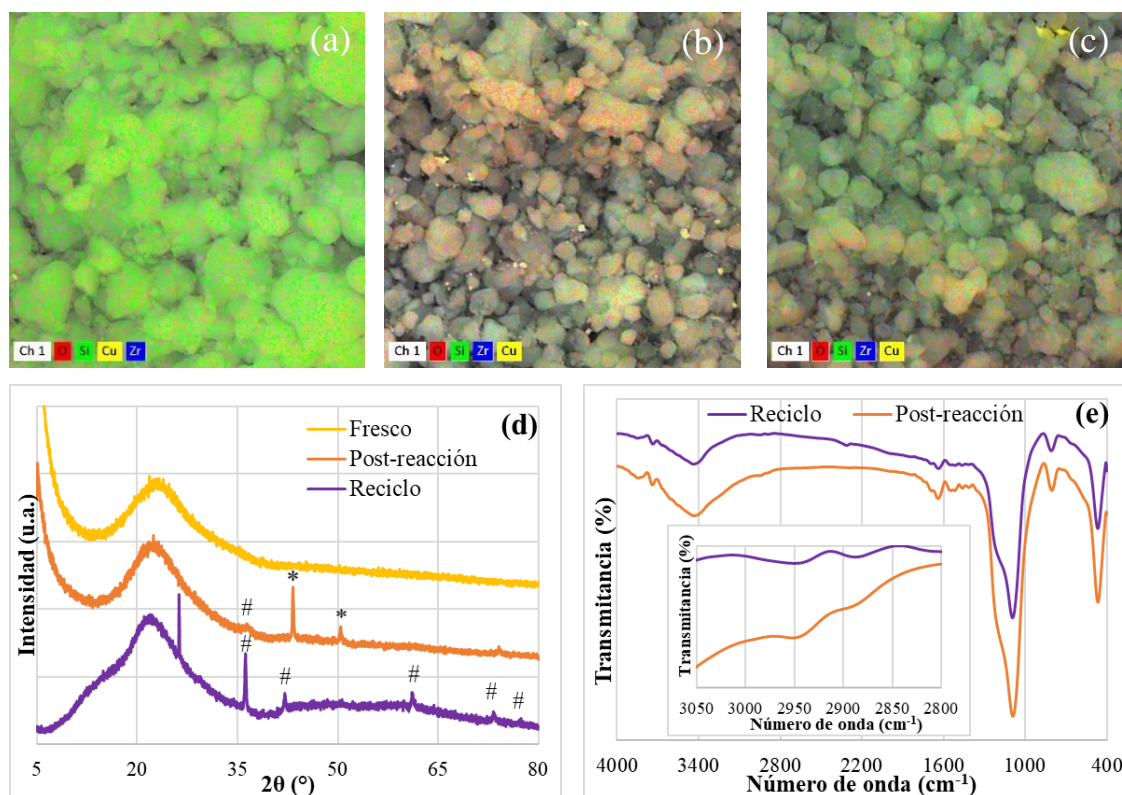 (a)
Ch 1 O Si Cu Zr
(b)
Ch 1 O Si Zr Cu
(c)
Ch 1 O Si Zr Cu
(d)
Fresco
Post-reacción
Reciclo
Intensidad (u.a.)
# * *
# # # # #
5 20 35 50 65 80
2θ (°)
(e)
Reciclo Post-reacción
Transmitancia (%)
Transmitancia (%)
3050 3000 2950 2900 2850 2800
Número de onda (cm-1)
4000 3400 2800 2200 1600 1000 400
Número de onda (cm-1)